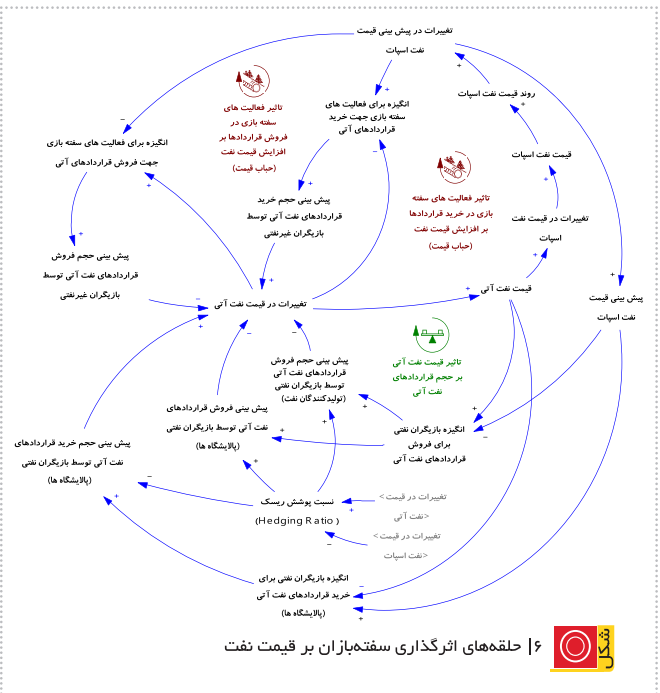 تغییرات در پیش بینی قیمت
نفت اسپات
روند قیمت نفت اسپات
تاثیر فعالیت های
سفته بازی در
فروش قراردادها بر
افزایش قیمت نفت
(حباب قیمت)
انگیزه برای فعالیت های
سفته بازی جهت خرید
قراردادهای آتی
انگیزه برای فعالیت های سفته بازی
جهت فروش قراردادهای آتی
قیمت نفت اسپات
تاثیر فعالیت های سفته
بازی در خرید قراردادها
بر افزایش قیمت نفت
(حباب قیمت)
پیش بینی حجم خرید
قراردادهای نفت آتی توسط
بازیگران غیرنفتی
تغییرات در قیمت نفت
اسپات
پیش بینی حجم فروش
قراردادهای نفت آتی توسط
بازیگران غیرنفتی
تغییرات در قیمت نفت آتی
قیمت نفت آتی
پیش بینی قیمت
نفت اسپات
تاثیر قیمت نفت آتی
بر حجم قراردادهای
نفت آتی
پیش بینی حجم فروش
قراردادهای نفت آتی
توسط بازیگران نفتی
(تولیدکنندگان نفت)
پیش بینی فروش قراردادهای
نفت آتی توسط بازیگران نفتی
(پالایشگاه ها)
انگیزه بازیگران نفتی
برای فروش
قراردادهای نفت آتی
پیش بینی حجم خرید قراردادهای
نفت آتی توسط بازیگران نفتی
(پالایشگاه ها)
نسبت پوشش ریسک
(Hedging Ratio)
<تغییرات در قیمت
نفت آتی>
<تغییرات در قیمت
نفت اسپات>
انگیزه بازیگران نفتی برای
خرید قراردادهای نفت آتی
(پالایشگاه ها)
شکل
۶| حلقه‌های اثرگذاری سفته‌بازان بر قیمت نفت